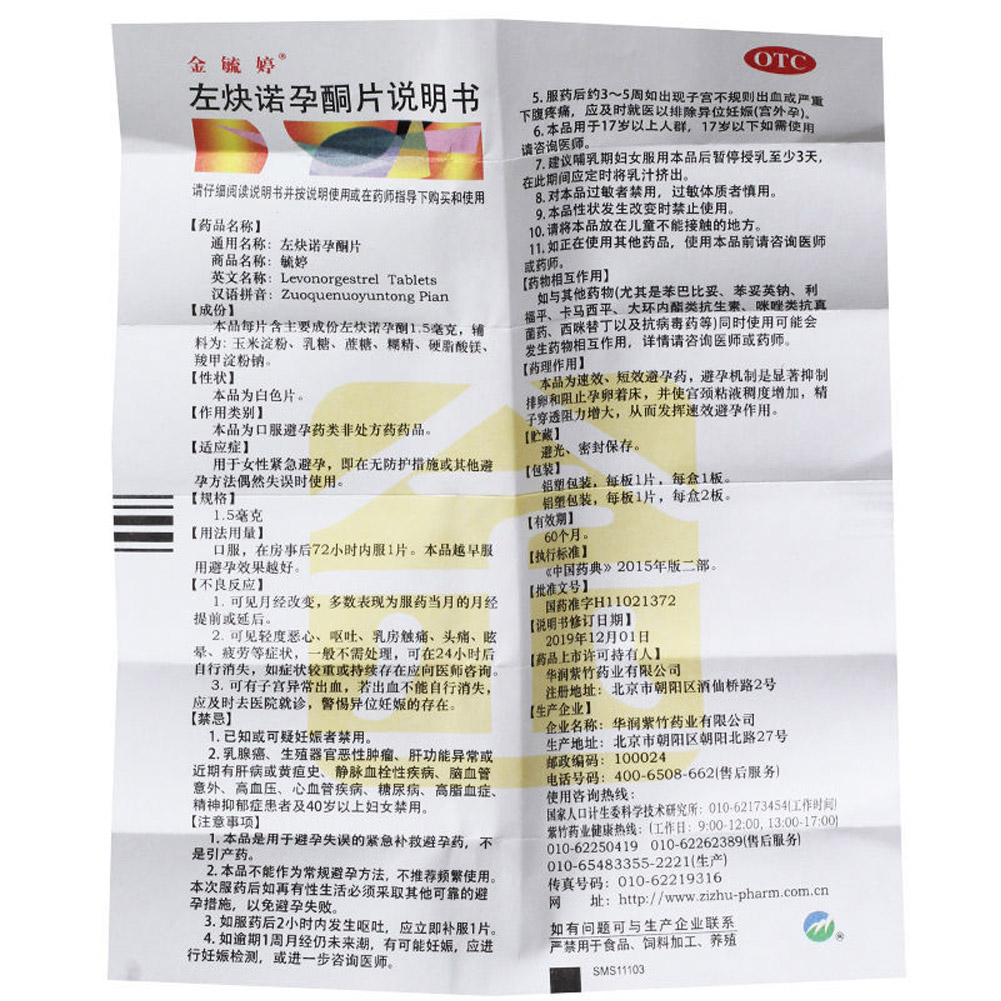 金毓婷®
左炔诺孕酮片说明书
请仔细阅读说明书并按说明使用或在药师指导下购买和使用
【药品名称】
通用名称：左炔诺孕酮片
商品名称：毓婷
英文名称：Levonorgestrel Tablets
汉语拼音：Zuoquenuoyuntong Pian
【成份】
本品每片含主要成份左炔诺孕酮1.5毫克，辅
料为：玉米淀粉、乳糖、蔗糖、糊精、硬脂酸镁、
羧甲淀粉钠。
【性状】
本品为白色片。
【作用类别】
本品为口服避孕药类非处方药药品。
【适应症】
用于女性紧急避孕，即在无防护措施或其他避
孕方法偶然失误时使用。
【规格】
1.5毫克
【用法用量】
口服，在房事后72小时内服1片。本品越早服
用避孕效果越好。
【不良反应】
1. 可见月经改变，多数表现为服药当月的月经
提前或延后。
2. 可见轻度恶心、呕吐、乳房触痛、头痛、眩
晕、疲劳等症状，一般不需处理，可在24小时后
自行消失，如症状较重或持续存在应向医师咨询。
3. 可有子宫异常出血，若出血不能自行消失，
应及时去医院就诊，警惕异位妊娠的存在。
【禁忌】
1.已知或可疑妊娠者禁用。
2.乳腺癌、生殖器官恶性肿瘤、肝功能异常或
近期有肝病或黄疸史、静脉血栓性疾病、脑血管
意外、高血压、心血管疾病、糖尿病、高脂血症、
精神抑郁症患者及40岁以上妇女禁用。
【注意事项】
1.本品是用于避孕失误的紧急补救避孕药，不
是引产药。
2.本品不能作为常规避孕方法，不推荐频繁使用。
本次服药后如再有性生活必须采取其他可靠的避
孕措施，以免避孕失败。
3. 如服药后2小时内发生呕吐，应立即补服1片。
4. 如逾期1周月经仍未来潮，有可能妊娠，应进
行妊娠检测，或进一步咨询医师。
OTC
5. 服药后约3～5周如出现子宫不规则出血或严重
下腹疼痛，应及时就医以排除异位妊娠(宫外孕)。
6. 本品用于17岁以上人群，17岁以下如需使用
请咨询医师。
7. 建议哺乳期妇女服用本品后暂停授乳至少3天，
在此期间应定时将乳汁挤出。
8. 对本品过敏者禁用，过敏体质者慎用。
9. 本品性状发生改变时禁止使用。
10. 请将本品放在儿童不能接触的地方。
11. 如正在使用其他药品，使用本品前请咨询医师
或药师。
【药物相互作用】
如与其他药物(尤其是苯巴比妥、苯妥英钠、利
福平、卡马西平、大环内酯类抗生素、咪唑类抗真
菌药、西咪替丁以及抗病毒药等)同时使用可能会
发生药物相互作用，详情请咨询医师或药师。
【药理作用】
本品为速效、短效避孕药，避孕机制是显著抑制
排卵和阻止孕卵着床，并使宫颈粘液稠度增加，精
子穿透阻力增大，从而发挥速效避孕作用。
【贮藏】
避光、密封保存。
【包装】
铝塑包装，每板1片，每盒1板。
铝塑包装，每板1片，每盒2板。
【有效期】
60个月。
【执行标准】
《中国药典》2015年版二部。
【批准文号】
国药准字H11021372
【说明书修订日期】
2019年12月01日
【药品上市许可持有人】
华润紫竹药业有限公司
注册地址：北京市朝阳区酒仙桥路2号
【生产企业】
企业名称：华润紫竹药业有限公司
生产地址：北京市朝阳区朝阳北路27号
邮政编码：100024
电话号码：400-6508-662(售后服务)
使用咨询热线：
国家人口计生委科学技术研究所：010-62173454(工作时间)
紫竹药业健康热线：(工作日：9:00-12:00, 13:00-17:00)
010-62250419 010-62262389(售后服务)
010-65483355-2221(生产)
传真号码：010-62219316
网 址：http://www.zizhu-pharm.com.cn
如有问题可与生产企业联系
严禁用于食品、饲料加工、养殖
®
SMS11103